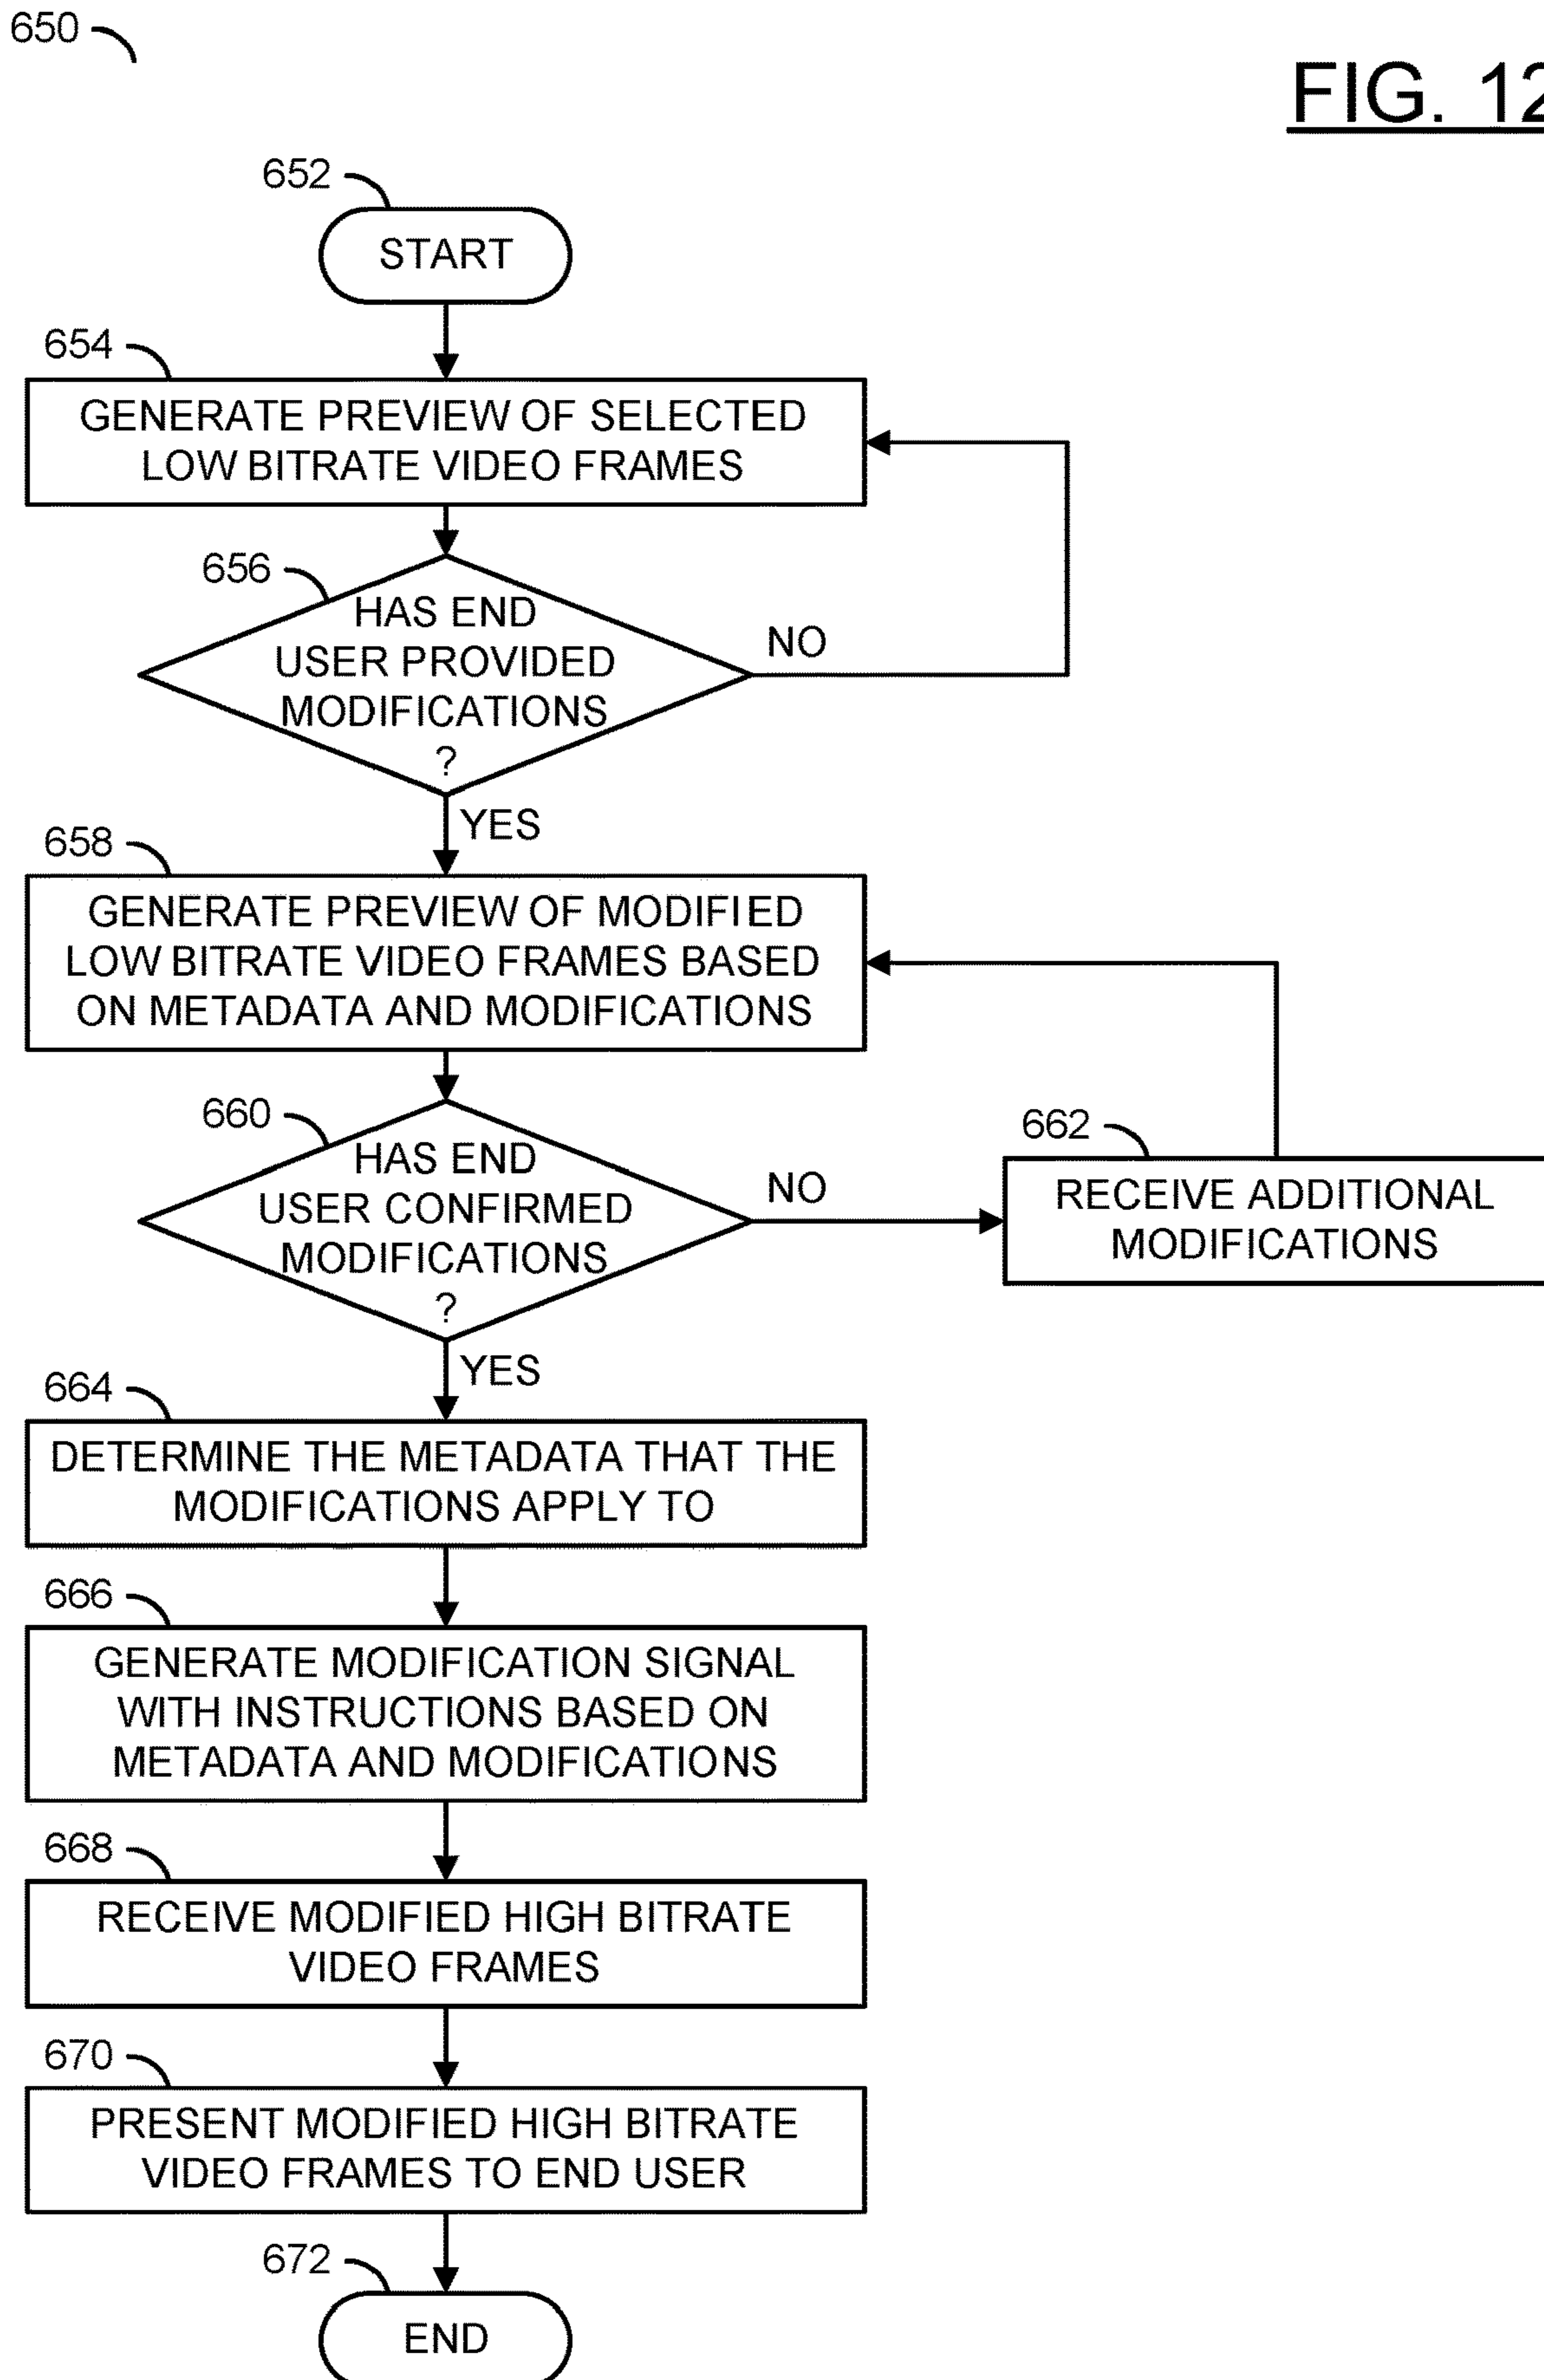 650
FIG. 12
652
START
654
GENERATE PREVIEW OF SELECTED
LOW BITRATE VIDEO FRAMES
656
HAS END
USER PROVIDED
MODIFICATIONS
?
NO
YES
658
GENERATE PREVIEW OF MODIFIED
LOW BITRATE VIDEO FRAMES BASED
ON METADATA AND MODIFICATIONS
660
HAS END
USER CONFIRMED
MODIFICATIONS
?
NO
662
RECEIVE ADDITIONAL
MODIFICATIONS
YES
664
DETERMINE THE METADATA THAT THE
MODIFICATIONS APPLY TO
666
GENERATE MODIFICATION SIGNAL
WITH INSTRUCTIONS BASED ON
METADATA AND MODIFICATIONS
668
RECEIVE MODIFIED HIGH BITRATE
VIDEO FRAMES
670
PRESENT MODIFIED HIGH BITRATE
VIDEO FRAMES TO END USER
672
END